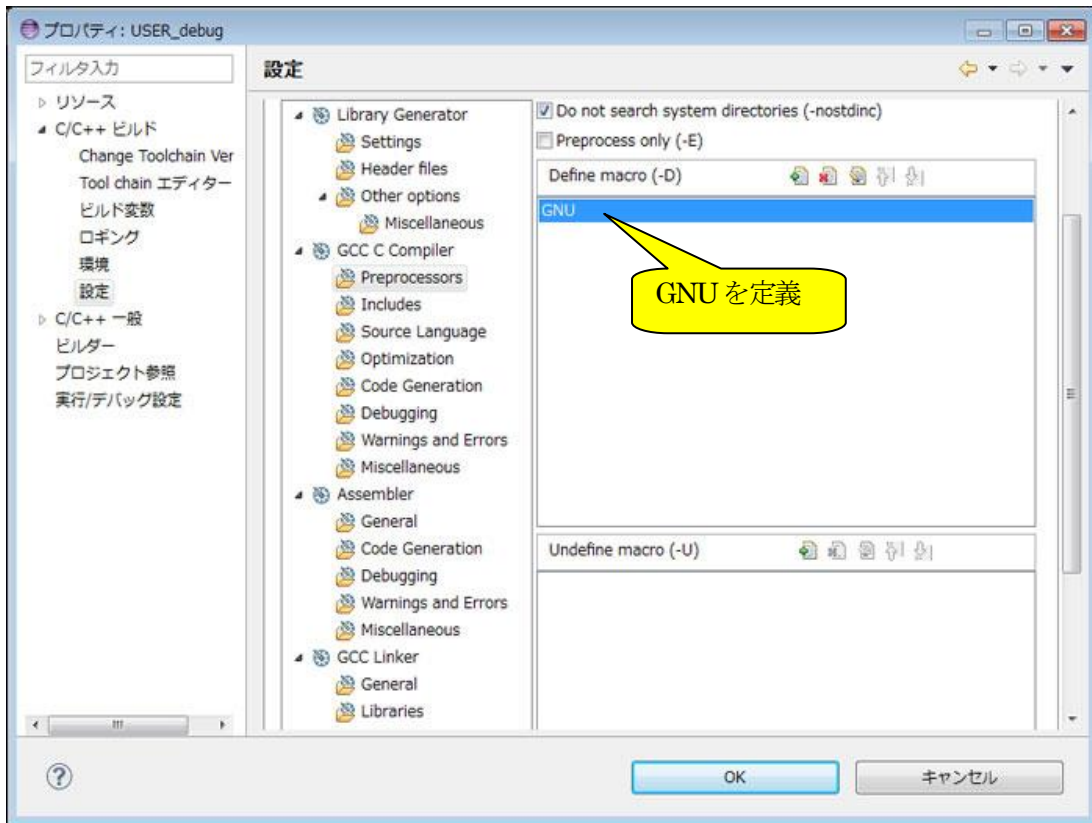 プロパティ: USER_debug
フィルタ入力
設定
リソース
C/C++ ビルド
Change Toolchain Ver
Tool chain エディター
ビルド変数
ロギング
環境
設定
C/C++ 一般
ビルダー
プロジェクト参照
実行/デバッグ設定
Library Generator
Settings
Header files
Other options
Miscellaneous
GCC C Compiler
Preprocessors
Includes
Source Language
Optimization
Code Generation
Debugging
Warnings and Errors
Miscellaneous
Assembler
General
Code Generation
Debugging
Warnings and Errors
Miscellaneous
GCC Linker
General
Libraries
Do not search system directories (-nostdinc)
Preprocess only (-E)
Define macro (-D)
GNU
GNU を定義
Undefine macro (-U)
OK
キャンセル